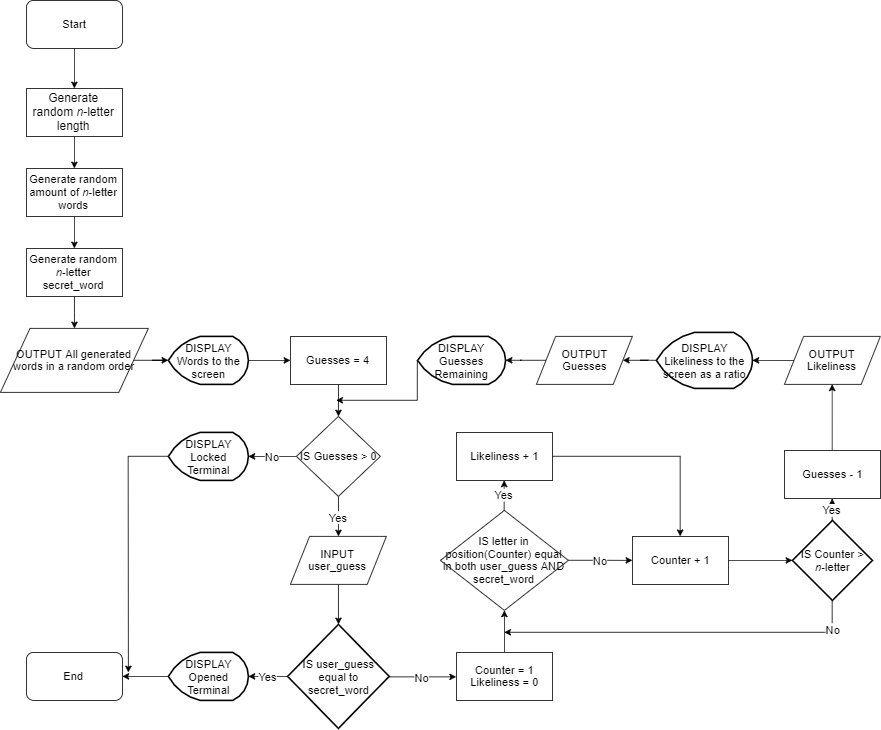 Start
Generate
random n-letter
length
Generate random
amount of n-letter
words
Generate random
n-letter
secret_word
OUTPUT All generated
words in a random order
DISPLAY
Words to the
screen
Guesses = 4
DISPLAY
Guesses
Remaining
OUTPUT
Guesses
DISPLAY
Likeliness to the
screen as a ratio
OUTPUT
Likeliness
DISPLAY
Locked
Terminal
No
IS Guesses > 0
Yes
INPUT
user_guess
Likeliness + 1
Yes
IS letter in
position(Counter) equal
in both user_guess AND
secret_word
No
Counter + 1
Guesses - 1
Yes
IS Counter >
n-letter
No
End
DISPLAY
Opened
Terminal
Yes
IS user_guess
equal to
secret_word
No
Counter = 1
Likeliness = 0